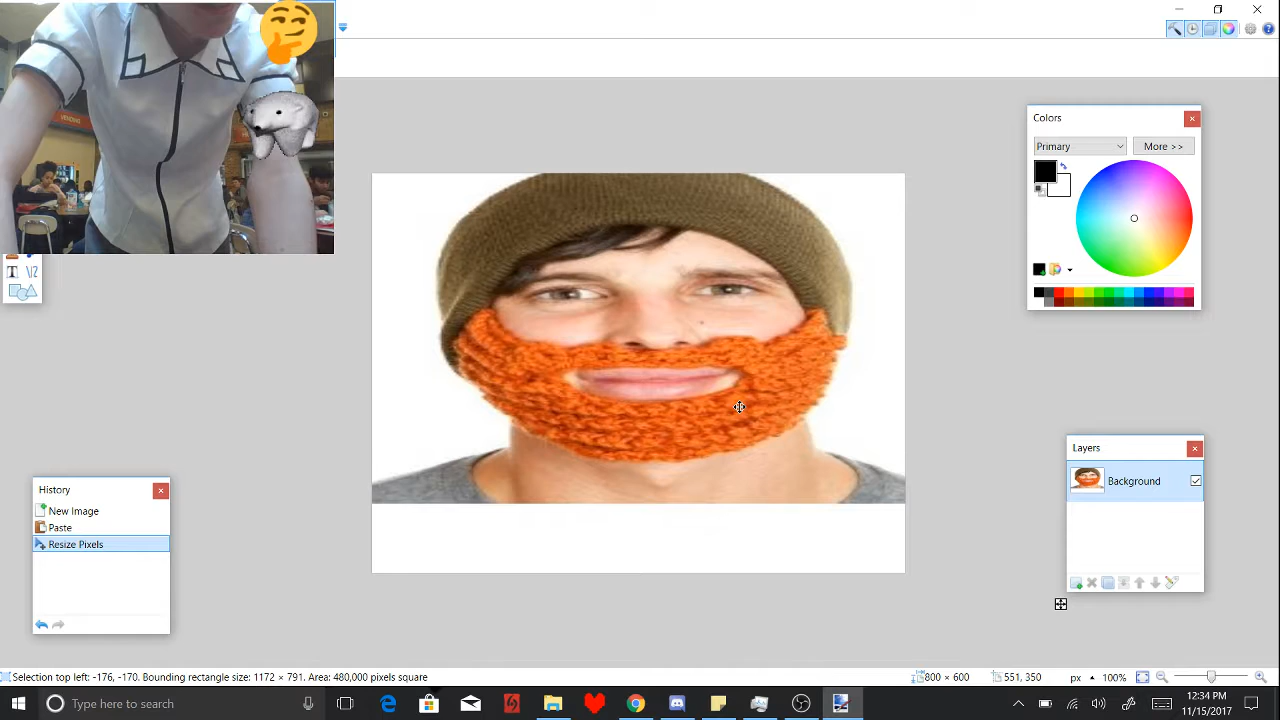 VENDING
Colors
Primary
More >>
History
New Image
Paste
Resize Pixels
Layers
Background
Selection top left: -176, -170. Bounding rectangle size: 1172 × 791. Area: 480,000 pixels square
800 × 600
551, 350
px
100%
Type here to search
12:34 PM
11/15/2017